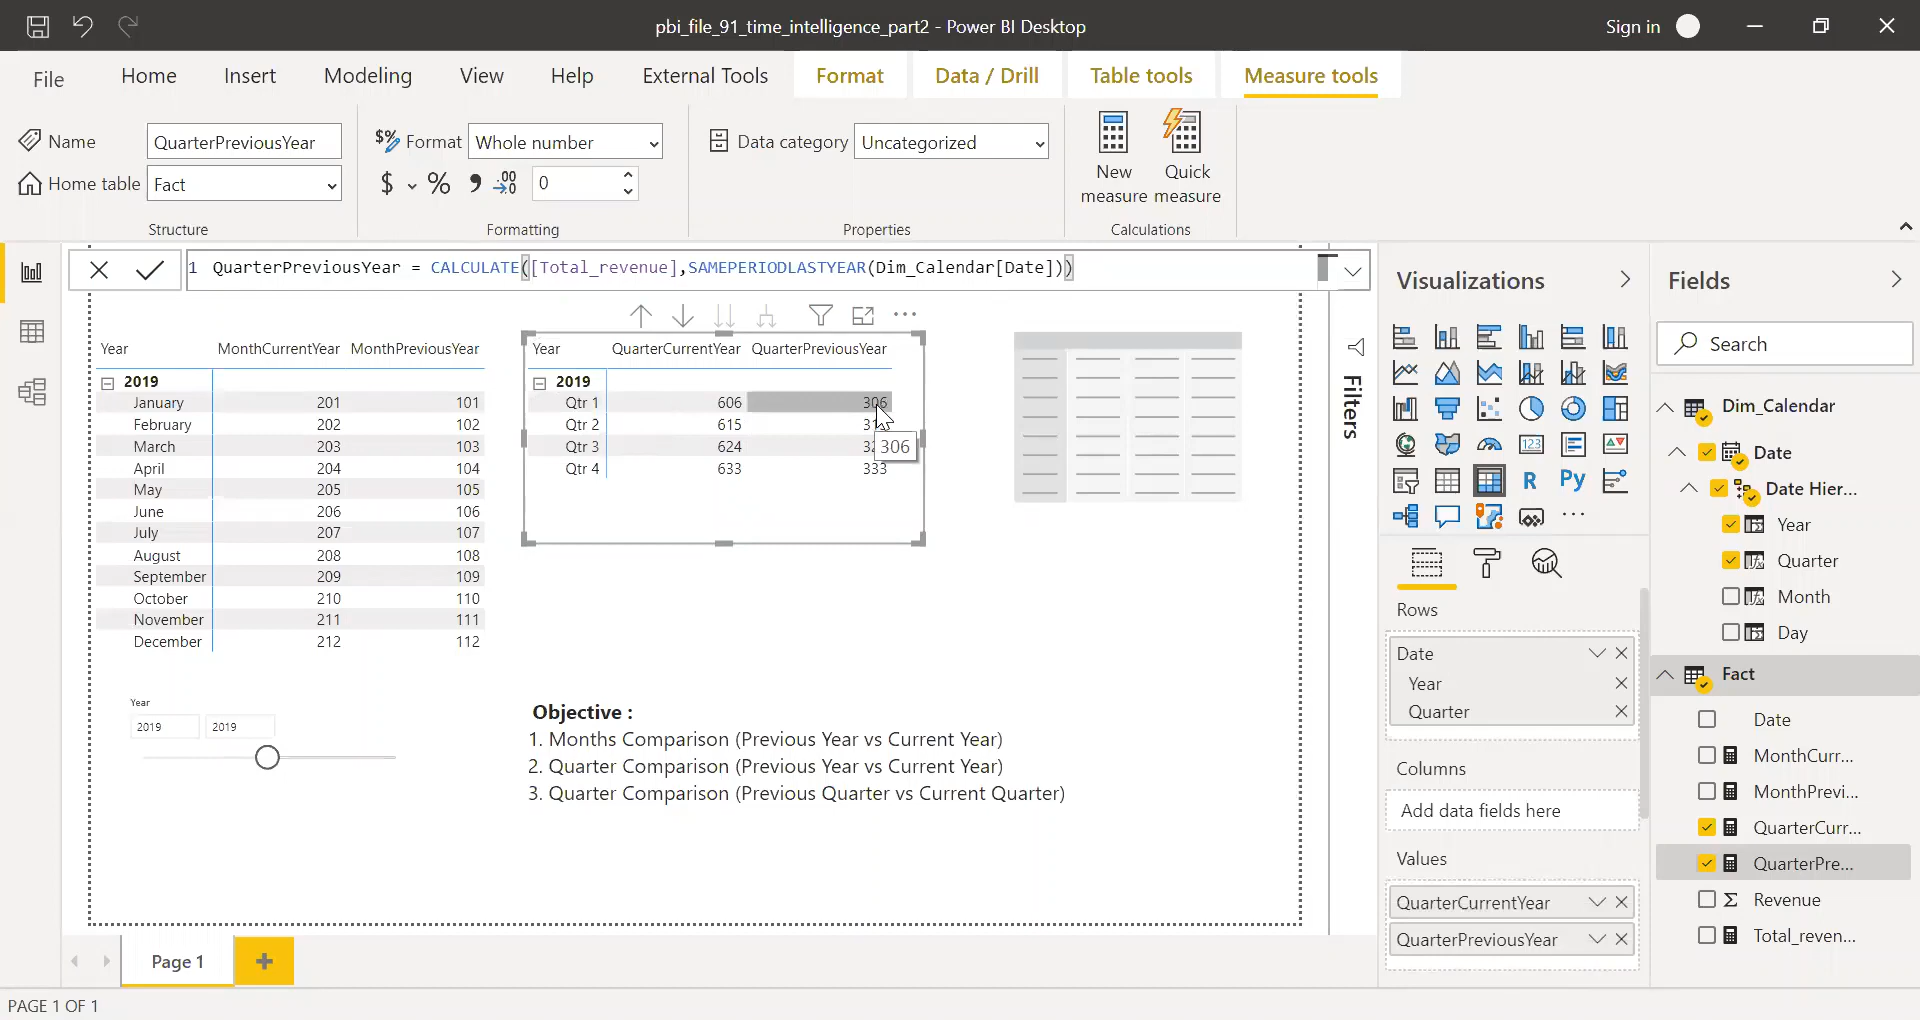 pbi_file_91_time_intelligence_part2 - Power BI Desktop
Sign in
File Home Insert Modeling View Help External Tools Format Data / Drill Table tools Measure tools
Name QuarterPreviousYear
Home table Fact
Structure
$% Format Whole number
$ % , .00 0
Formatting
Data category Uncategorized
Properties
New measure
Quick measure
Calculations
1 QuarterPreviousYear = CALCULATE([Total_revenue],SAMEPERIODLASTYEAR(Dim_Calendar[Date]))
Year MonthCurrentYear MonthPreviousYear
2019
January 201 101
February 202 102
March 203 103
April 204 104
May 205 105
June 206 106
July 207 107
August 208 108
September 209 109
October 210 110
November 211 111
December 212 112
Year QuarterCurrentYear QuarterPreviousYear
2019
Qtr 1 606 306
Qtr 2 615
Qtr 3 624
Qtr 4 633 333
306
Year
2019 2019
Objective :
1. Months Comparison (Previous Year vs Current Year)
2. Quarter Comparison (Previous Year vs Current Year)
3. Quarter Comparison (Previous Quarter vs Current Quarter)
Filters
Visualizations
123
R Py
Rows
Date
Year
Quarter
Columns
Add data fields here
Values
QuarterCurrentYear
QuarterPreviousYear
Fields
Search
Dim_Calendar
Date
Date Hier...
Year
Quarter
Month
Day
Fact
Date
MonthCurr...
MonthPrevi...
QuarterCurr...
QuarterPre...
Σ Revenue
Total_reven...
Page 1
PAGE 1 OF 1